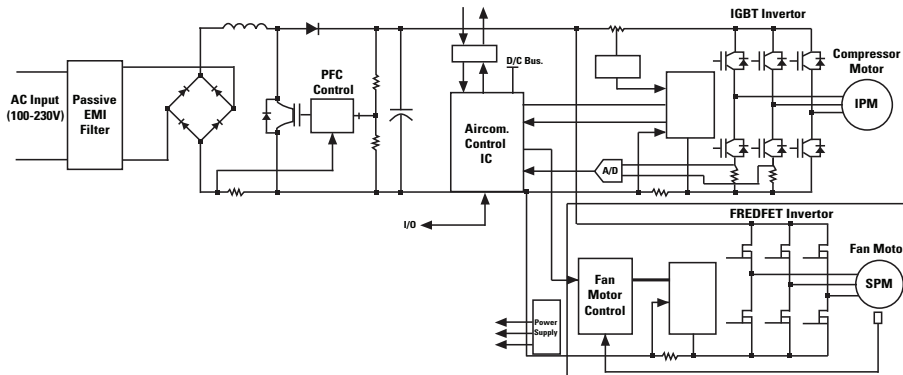 IGBT Invertor
D/C Bus.
Compressor
Motor
PFC
Control
AC Input
(100-230V)
Passive
EMI
Filter
IPM
Aircom.
Control
IC
A/D
I/O
FREDFET Invertor
Fan Moto
Fan
Motor
Control
SPM
Power
Supply